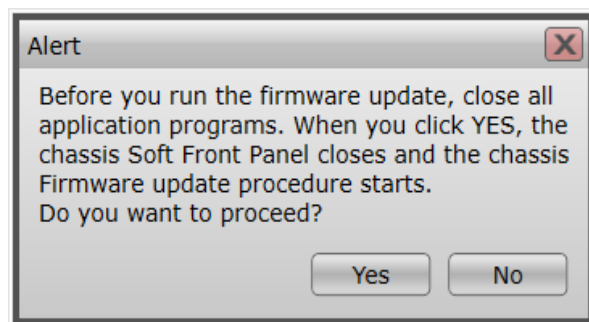 Alert
Before you run the firmware update, close all
application programs. When you click YES, the
chassis Soft Front Panel closes and the chassis
Firmware update procedure starts.
Do you want to proceed?
Yes No